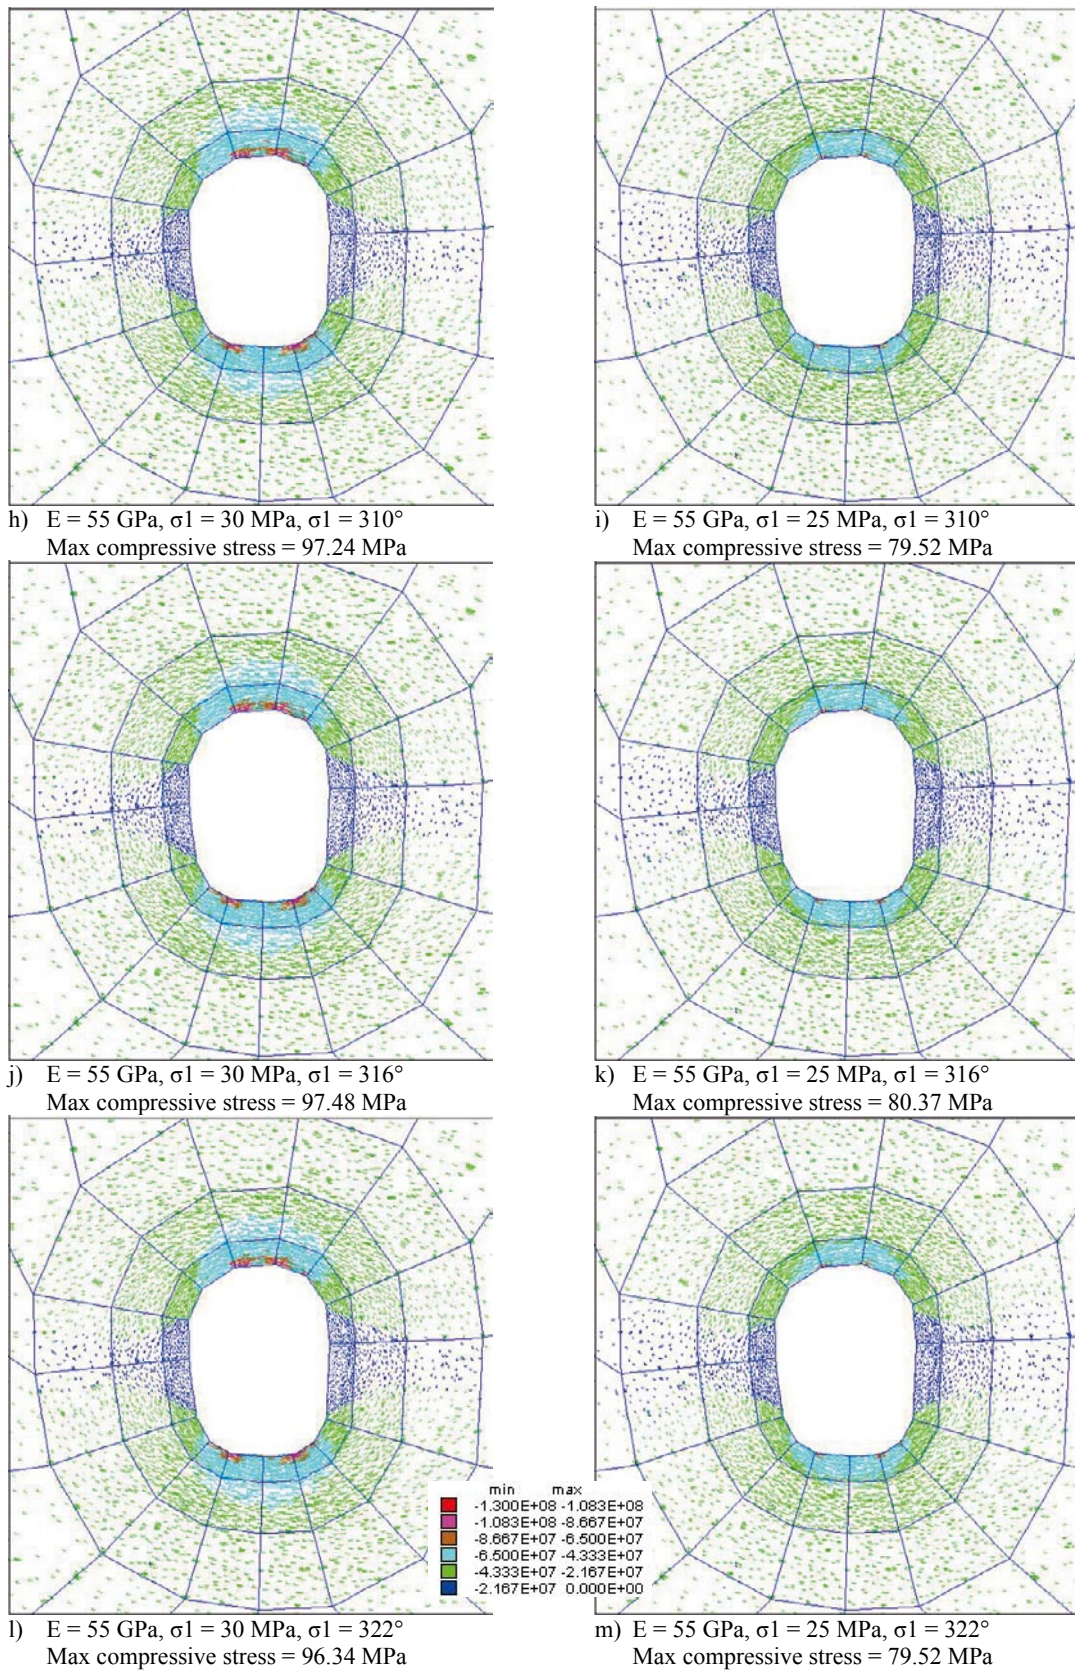 h) E = 55 GPa, σ1 = 30 MPa, σ1 = 310°
Max compressive stress = 97.24 MPa
i) E = 55 GPa, σ1 = 25 MPa, σ1 = 310°
Max compressive stress = 79.52 MPa
j) E = 55 GPa, σ1 = 30 MPa, σ1 = 316°
Max compressive stress = 97.48 MPa
k) E = 55 GPa, σ1 = 25 MPa, σ1 = 316°
Max compressive stress = 80.37 MPa
min max
-1.300E+08 -1.083E+08
-1.083E+08 -8.667E+07
-8.667E+07 -6.500E+07
-6.500E+07 -4.333E+07
-4.333E+07 -2.167E+07
-2.167E+07 0.000E+00
l) E = 55 GPa, σ1 = 30 MPa, σ1 = 322°
Max compressive stress = 96.34 MPa
m) E = 55 GPa, σ1 = 25 MPa, σ1 = 322°
Max compressive stress = 79.52 MPa